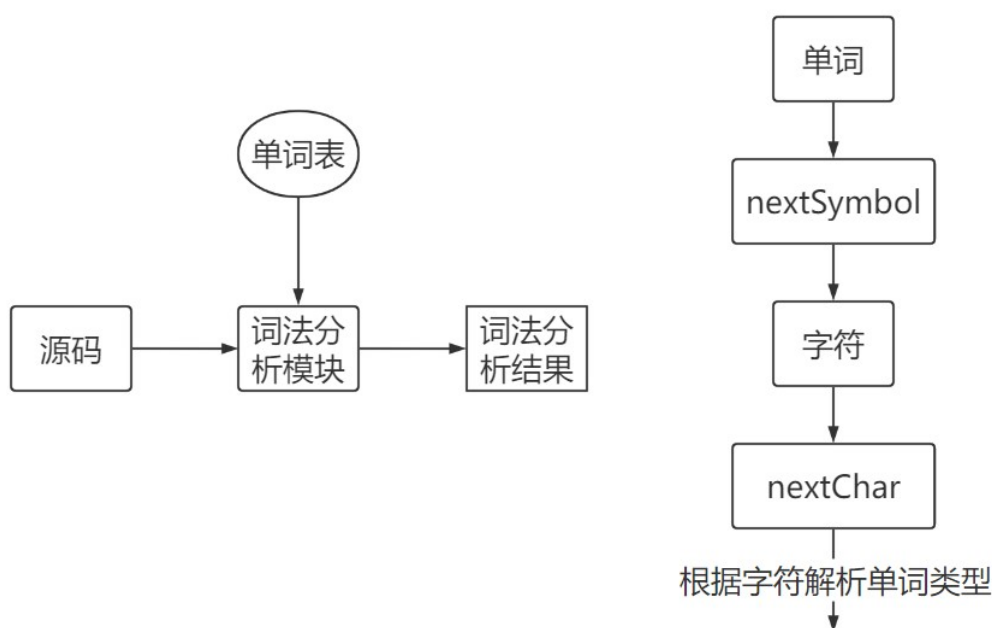 单词表
源码
词法分
析模块
词法分
析结果
单词
nextSymbol
字符
nextChar
根据字符解析单词类型